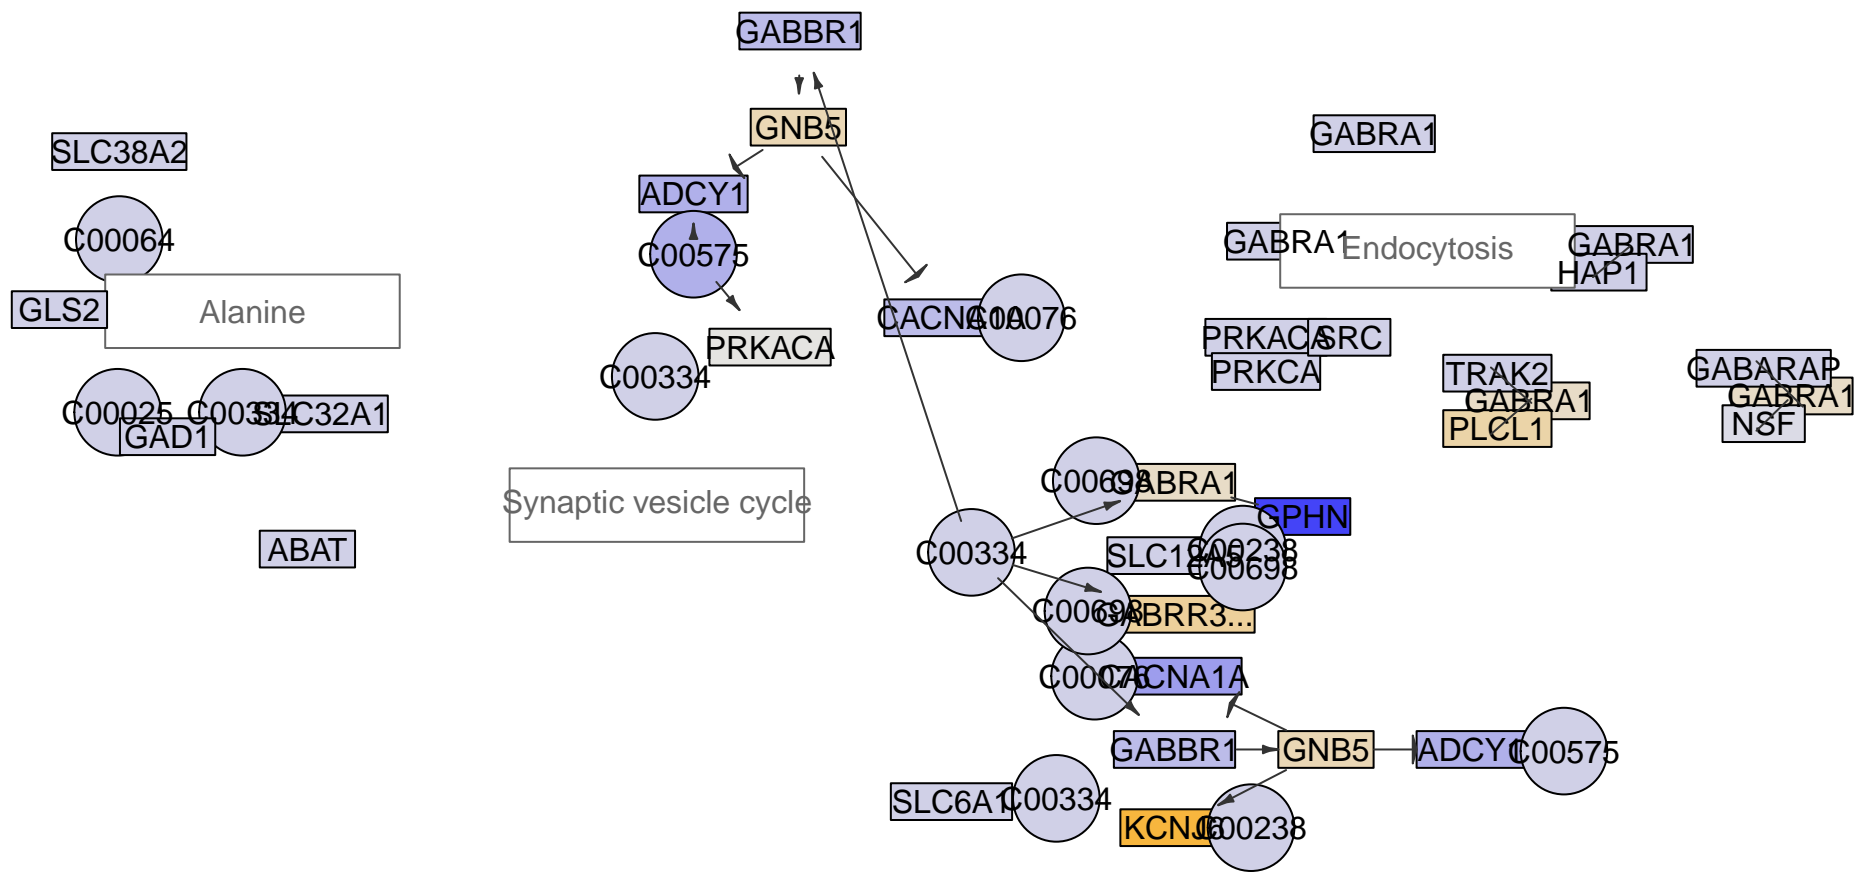 GABBR1
GNB5
GABRA1
SLC38A2
ADCY1
C00064
C00575
GABRA1
Endocytosis
GABRA1
HAP1
GLS2
Alanine
CACNA1A
C00076
PRKACA
SRC
PRKACA
PRKCA
C00334
TRAK2
GABARAP
GABRA1
GABRA1
C00025
C00334
SLC32A1
GAD1
PLCL1
NSF
C00698
GABRA1
Synaptic vesicle cycle
GPHN
ABAT
C00334
SLC12A5
C00238
C00698
C00698
GABRR3...
C00076
CACNA1A
GABBR1
GNB5
ADCY1
C00575
SLC6A1
C00334
KCNJ6
C00238